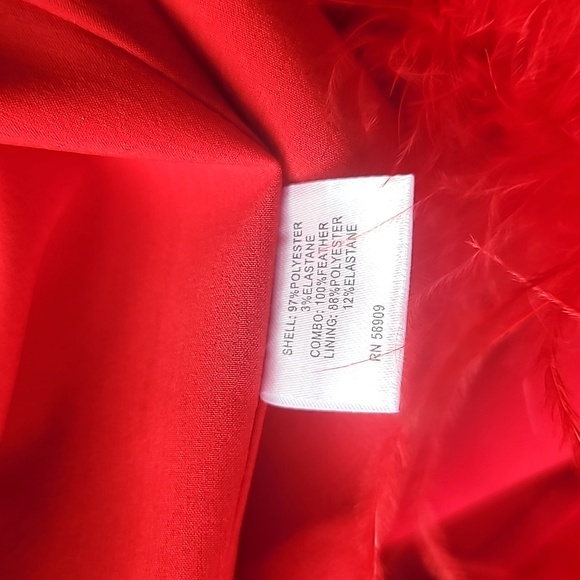 SHELL: 97%POLYESTER
3%ELASTANE
COMBO: 100%FEATHER
LINING: 88%POLYESTER
12%ELASTANE
RN 58909